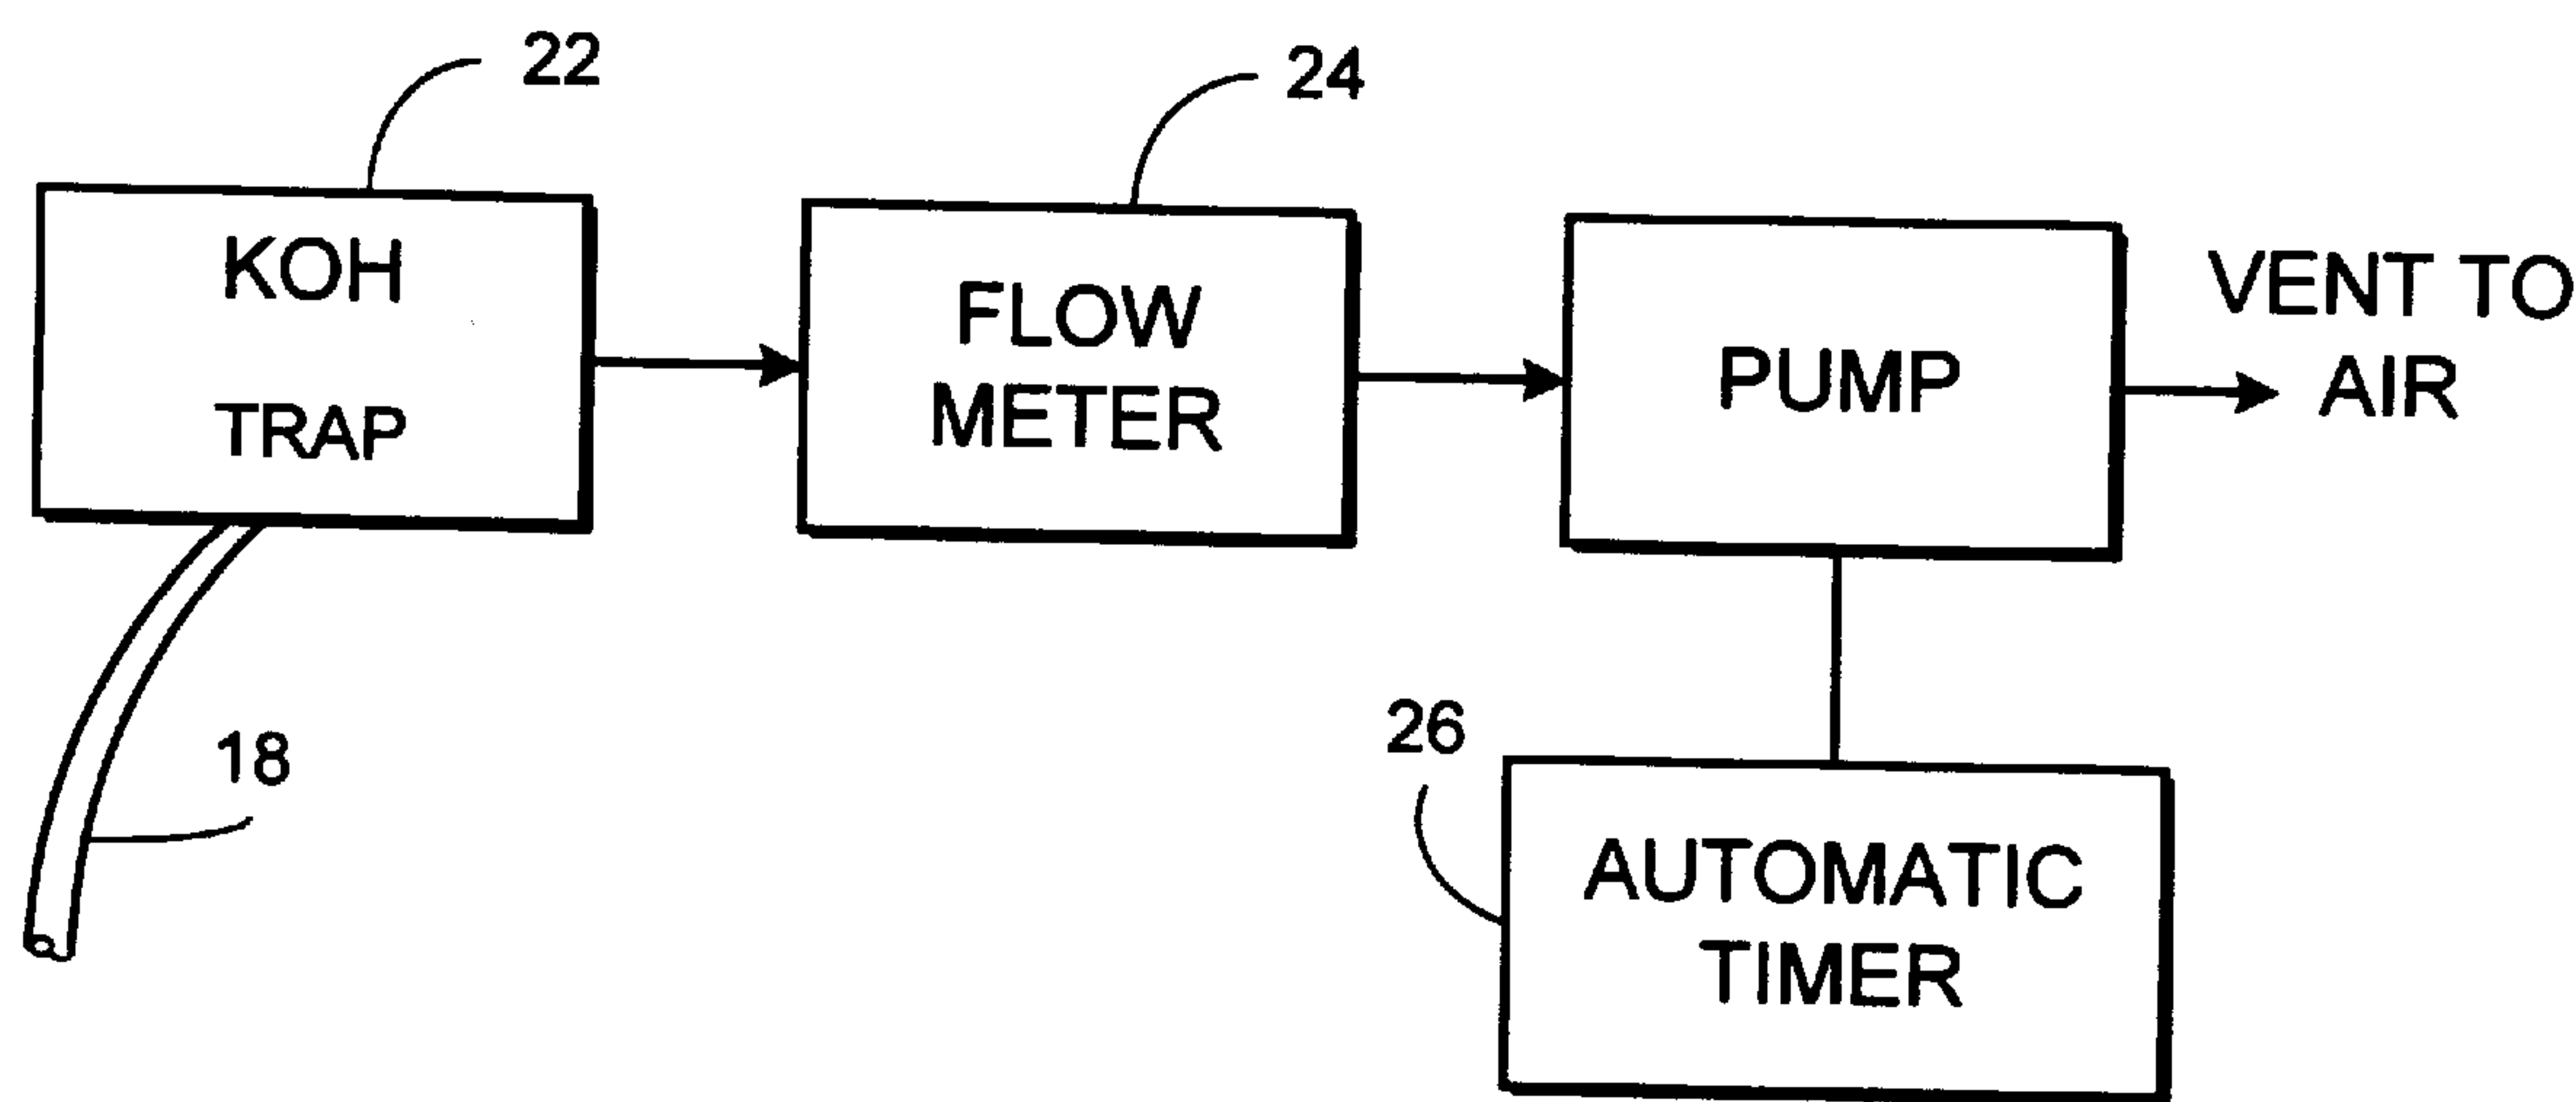 22
24
KOH
TRAP
FLOW
METER
PUMP
VENT TO
AIR
18
26
AUTOMATIC
TIMER